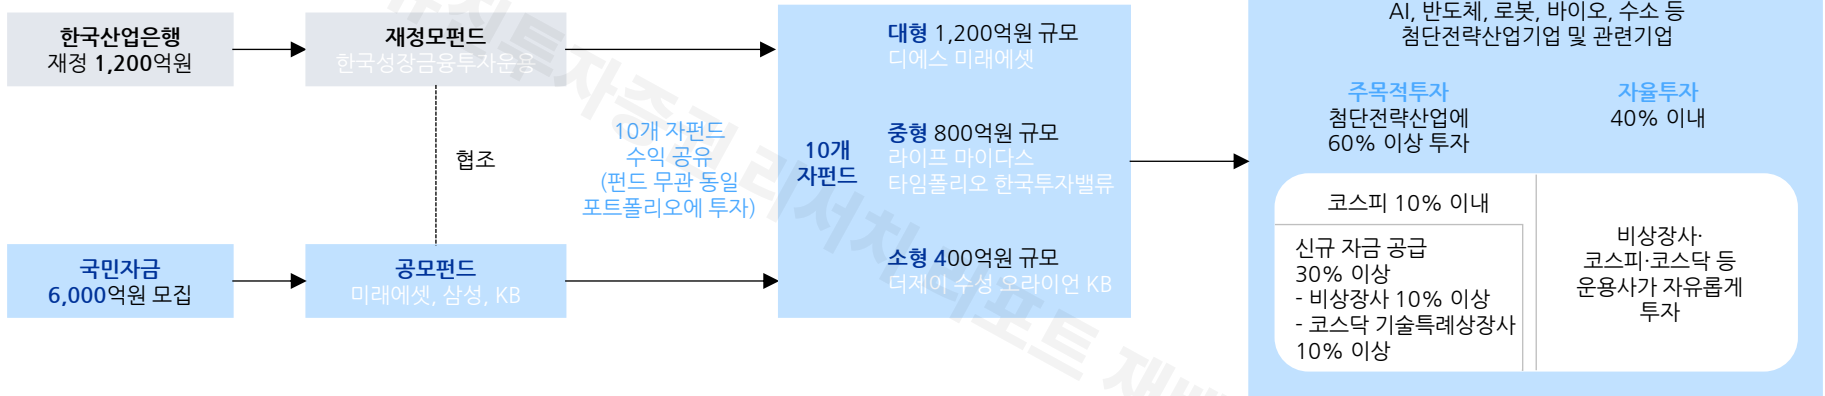 한국산업은행
재정 1,200억원
재정모펀드
한국성장금융투자운용
협조
국민자금
6,000억원 모집
공모펀드
미래에셋, 삼성, KB
10개 자펀드
수익 공유
(펀드 무관 동일
포트폴리오에 투자)
10개
자펀드
대형 1,200억원 규모
디에스 미래에셋
중형 800억원 규모
라이프 마이다스
타임폴리오 한국투자밸류
소형 400억원 규모
더제이 수성 오라이언 KB
AI, 반도체, 로봇, 바이오, 수소 등
첨단전략산업기업 및 관련기업
주목적투자
첨단전략산업에
60% 이상 투자
자율투자
40% 이내
코스피 10% 이내
신규 자금 공급
30% 이상
- 비상장사 10% 이상
- 코스닥 기술특례상장사
10% 이상
비상장사·
코스피·코스닥 등
운용사가 자유롭게
투자
투자증권 리서치 리포트